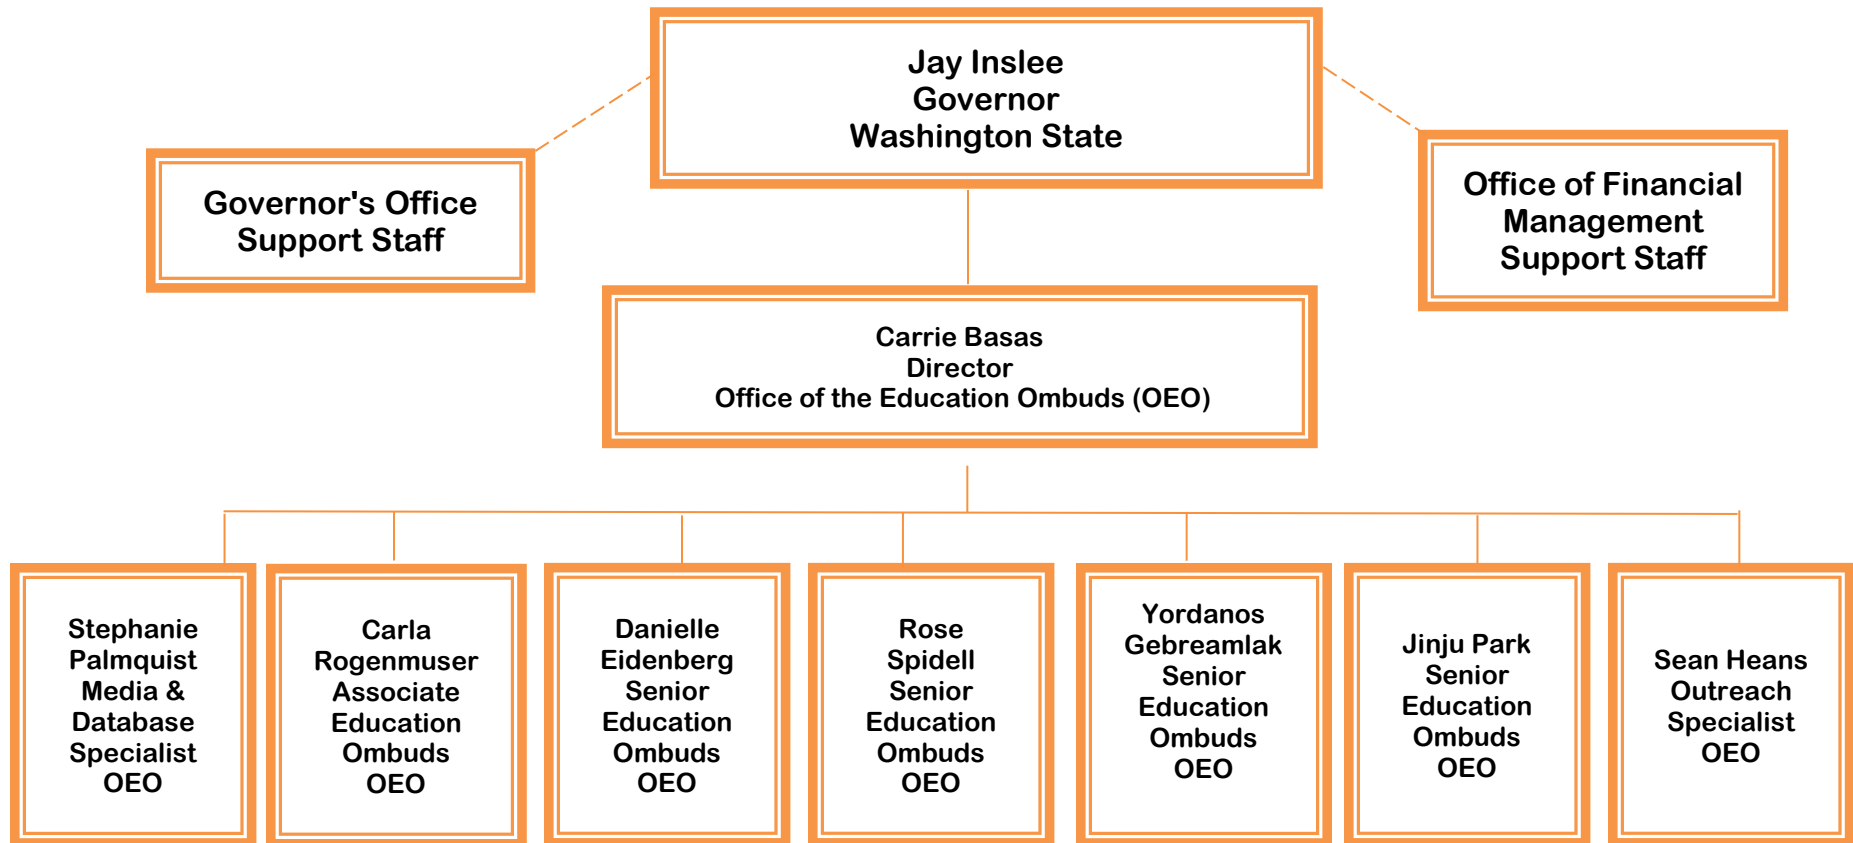 Jay Inslee
Governor
Washington State
Governor's Office
Support Staff
Office of Financial
Management
Support Staff
Carrie Basas
Director
Office of the Education Ombuds (OEO)
Stephanie
Palmquist
Media &
Database
Specialist
OEO
Carla
Rogenmuser
Associate
Education
Ombuds
OEO
Danielle
Eidenberg
Senior
Education
Ombuds
OEO
Rose
Spidell
Senior
Education
Ombuds
OEO
Yordanos
Gebreamlak
Senior
Education
Ombuds
OEO
Jinju Park
Senior
Education
Ombuds
OEO
Sean Heans
Outreach
Specialist
OEO